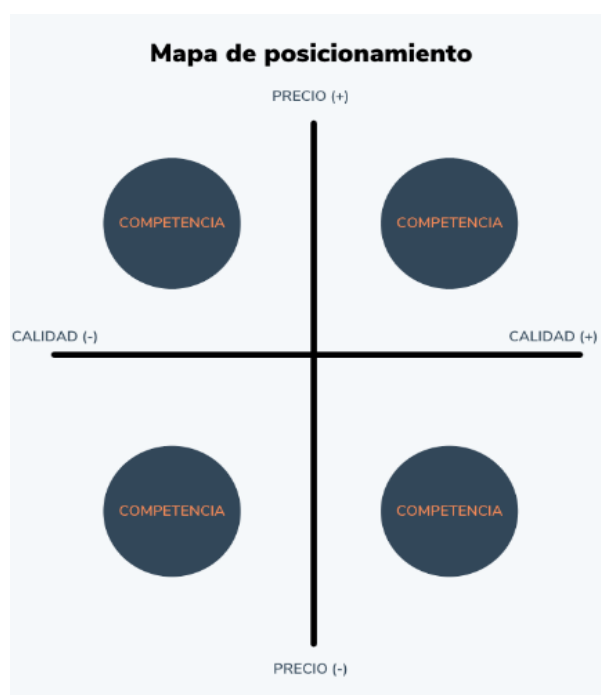 Mapa de posicionamiento
PRECIO (+)
COMPETENCIA
COMPETENCIA
CALIDAD (-)
CALIDAD (+)
COMPETENCIA
COMPETENCIA
PRECIO (-)